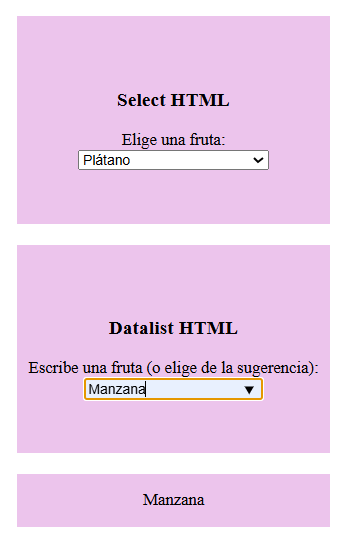 Select HTML
Elige una fruta:
Plátano
Datalist HTML
Escribe una fruta (o elige de la sugerencia):
Manzana
Manzana